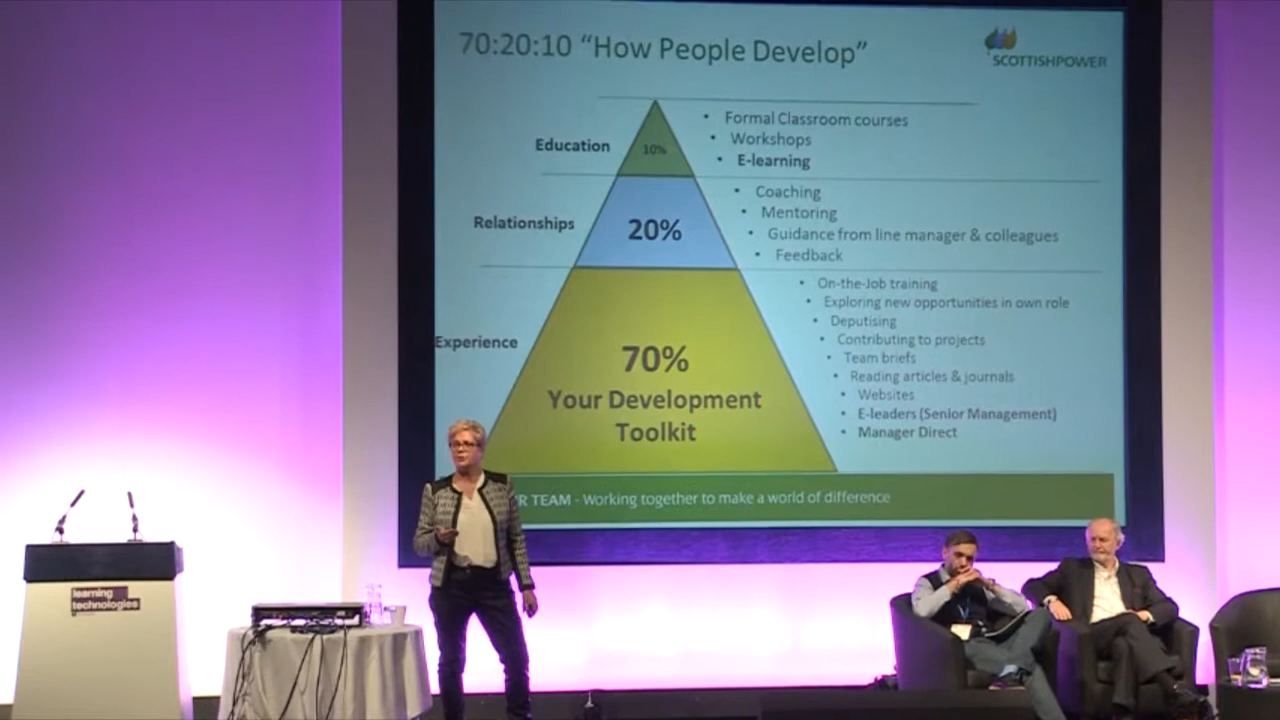 70:20:10 “How People Develop”
SCOTTISHPOWER
Education
10%
• Formal Classroom courses
• Workshops
• E-learning
Relationships
20%
• Coaching
• Mentoring
• Guidance from line manager & colleagues
• Feedback
Experience
70%
Your Development
Toolkit
• On-the-Job training
• Exploring new opportunities in own role
• Deputising
• Contributing to projects
• Team briefs
• Reading articles & journals
• Websites
• E-leaders (Senior Management)
• Manager Direct
TEAM - Working together to make a world of difference
learning
technologies